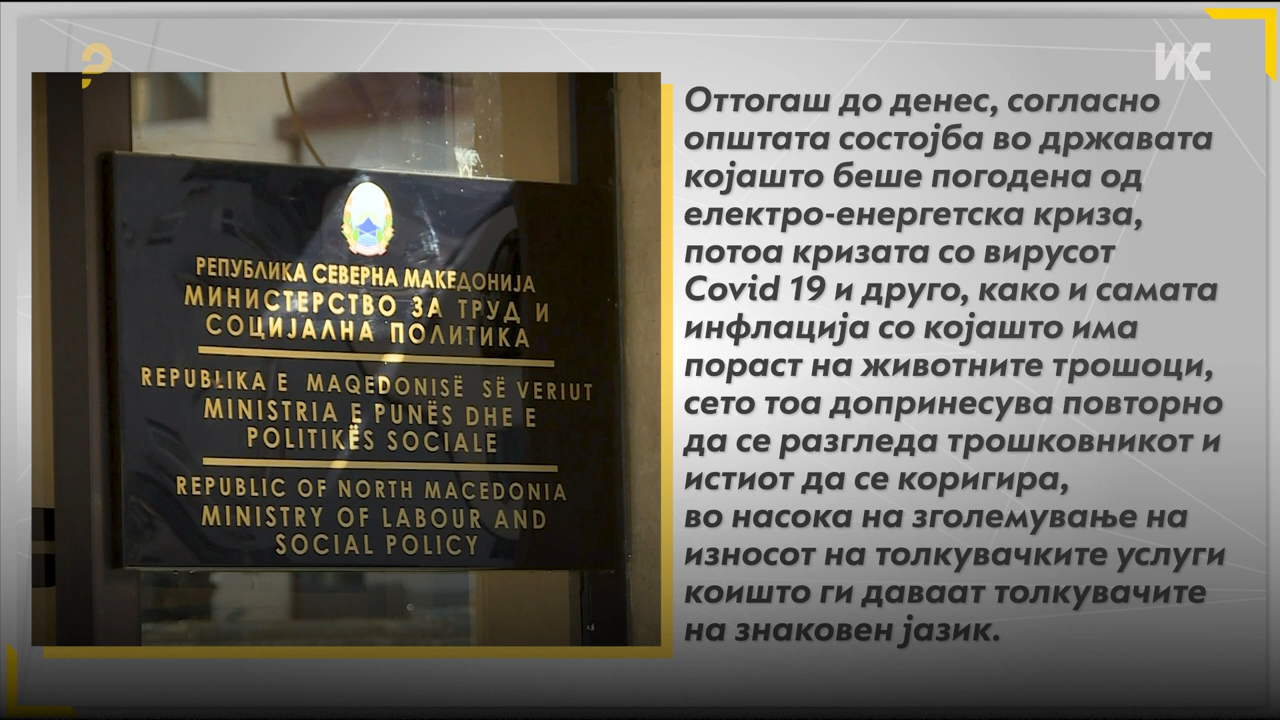 ИС
РЕПУБЛИКА СЕВЕРНА МАКЕДОНИЈА
МИНИСТЕРСТВО ЗА ТРУД И
СОЦИЈАЛНА ПОЛИТИКА
REPUBLIKA E MAQEDONISË SË VERIUT
MINISTRIA E PUNËS DHE E
POLITIKËS SOCIALE
REPUBLIC OF NORTH MACEDONIA
MINISTRY OF LABOUR AND
SOCIAL POLICY
Оттогаш до денес, согласно
општата состојба во државата
којашто беше погодена од
електро-енергетска криза,
потоа кризата со вирусот
Covid 19 и друго, како и самата
инфлација со којашто има
пораст на животните трошоци,
сето тоа допринесува повторно
да се разгледа трошковникот и
истиот да се коригира,
во насока на зголемување на
износот на толкувачките услуги
коишто ги даваат толкувачите
на знаковен јазик.